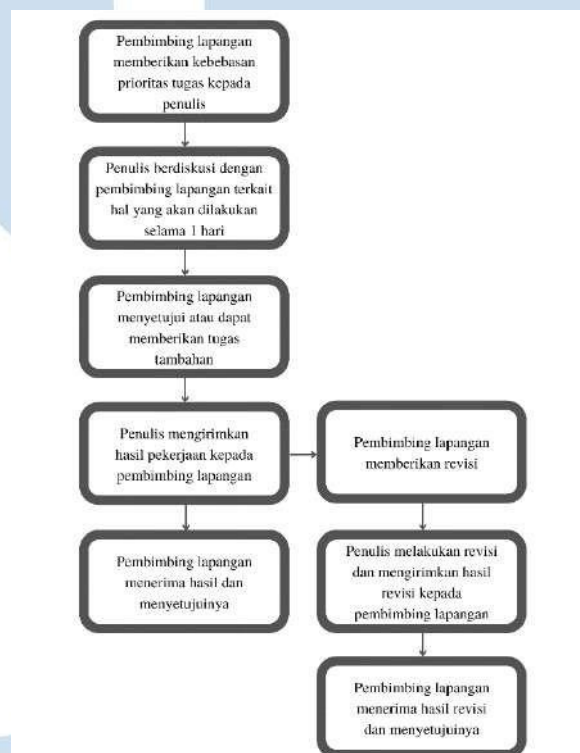 Pembimbing lapangan
memberikan kebebasan
prioritas tugas kepada
penulis
Penulis berdiskusi dengan
pembimbing lapangan terkait
hal yang akan dilakukan
selama 1 hari
Pembimbing lapangan
menyetujui atau dapat
memberikan tugas
tambahan
Penulis mengirimkan
hasil pekerjaan kepada
pembimbing lapangan
Pembimbing lapangan
menerima hasil dan
menyetujuinya
Pembimbing lapangan
memberikan revisi
Penulis melakukan revisi
dan mengirimkan hasil
revisi kepada
pembimbing lapangan
Pembimbing lapangan
menerima hasil revisi
dan menyetujuinya